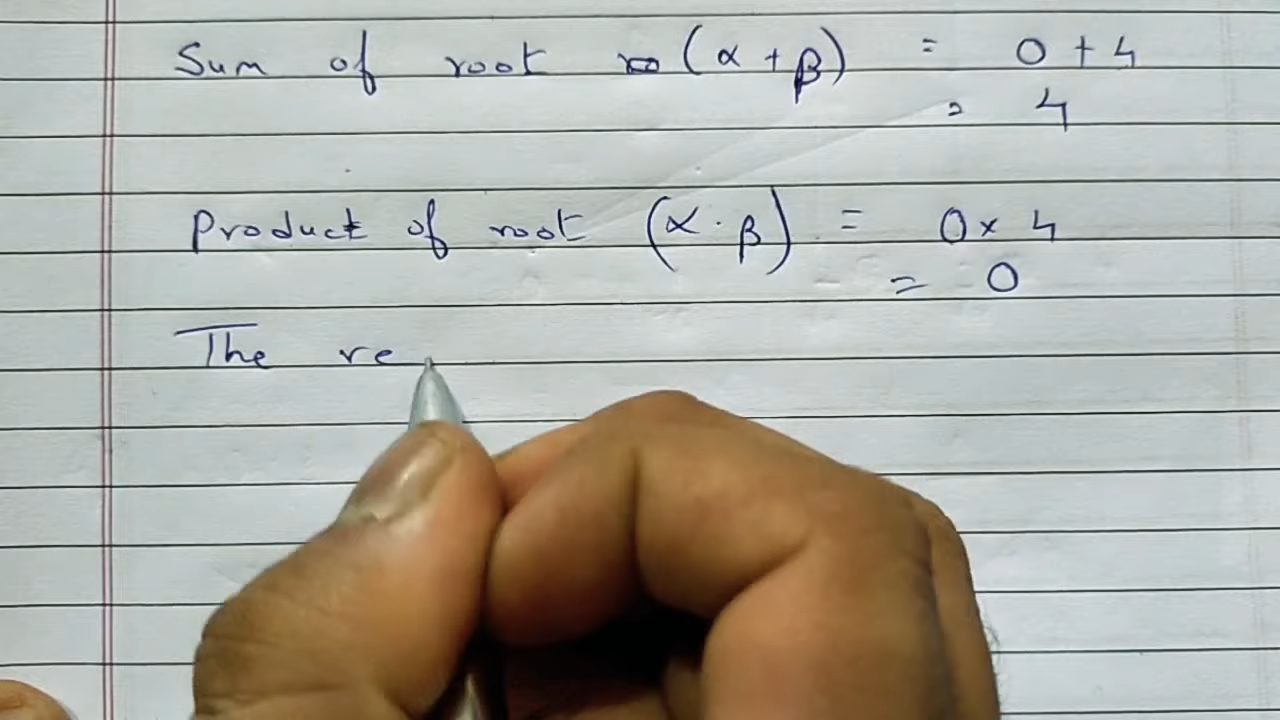 Sum of root (α + β) = 0 + 4
= 4
Product of root (α · β) = 0 × 4
= 0
The re